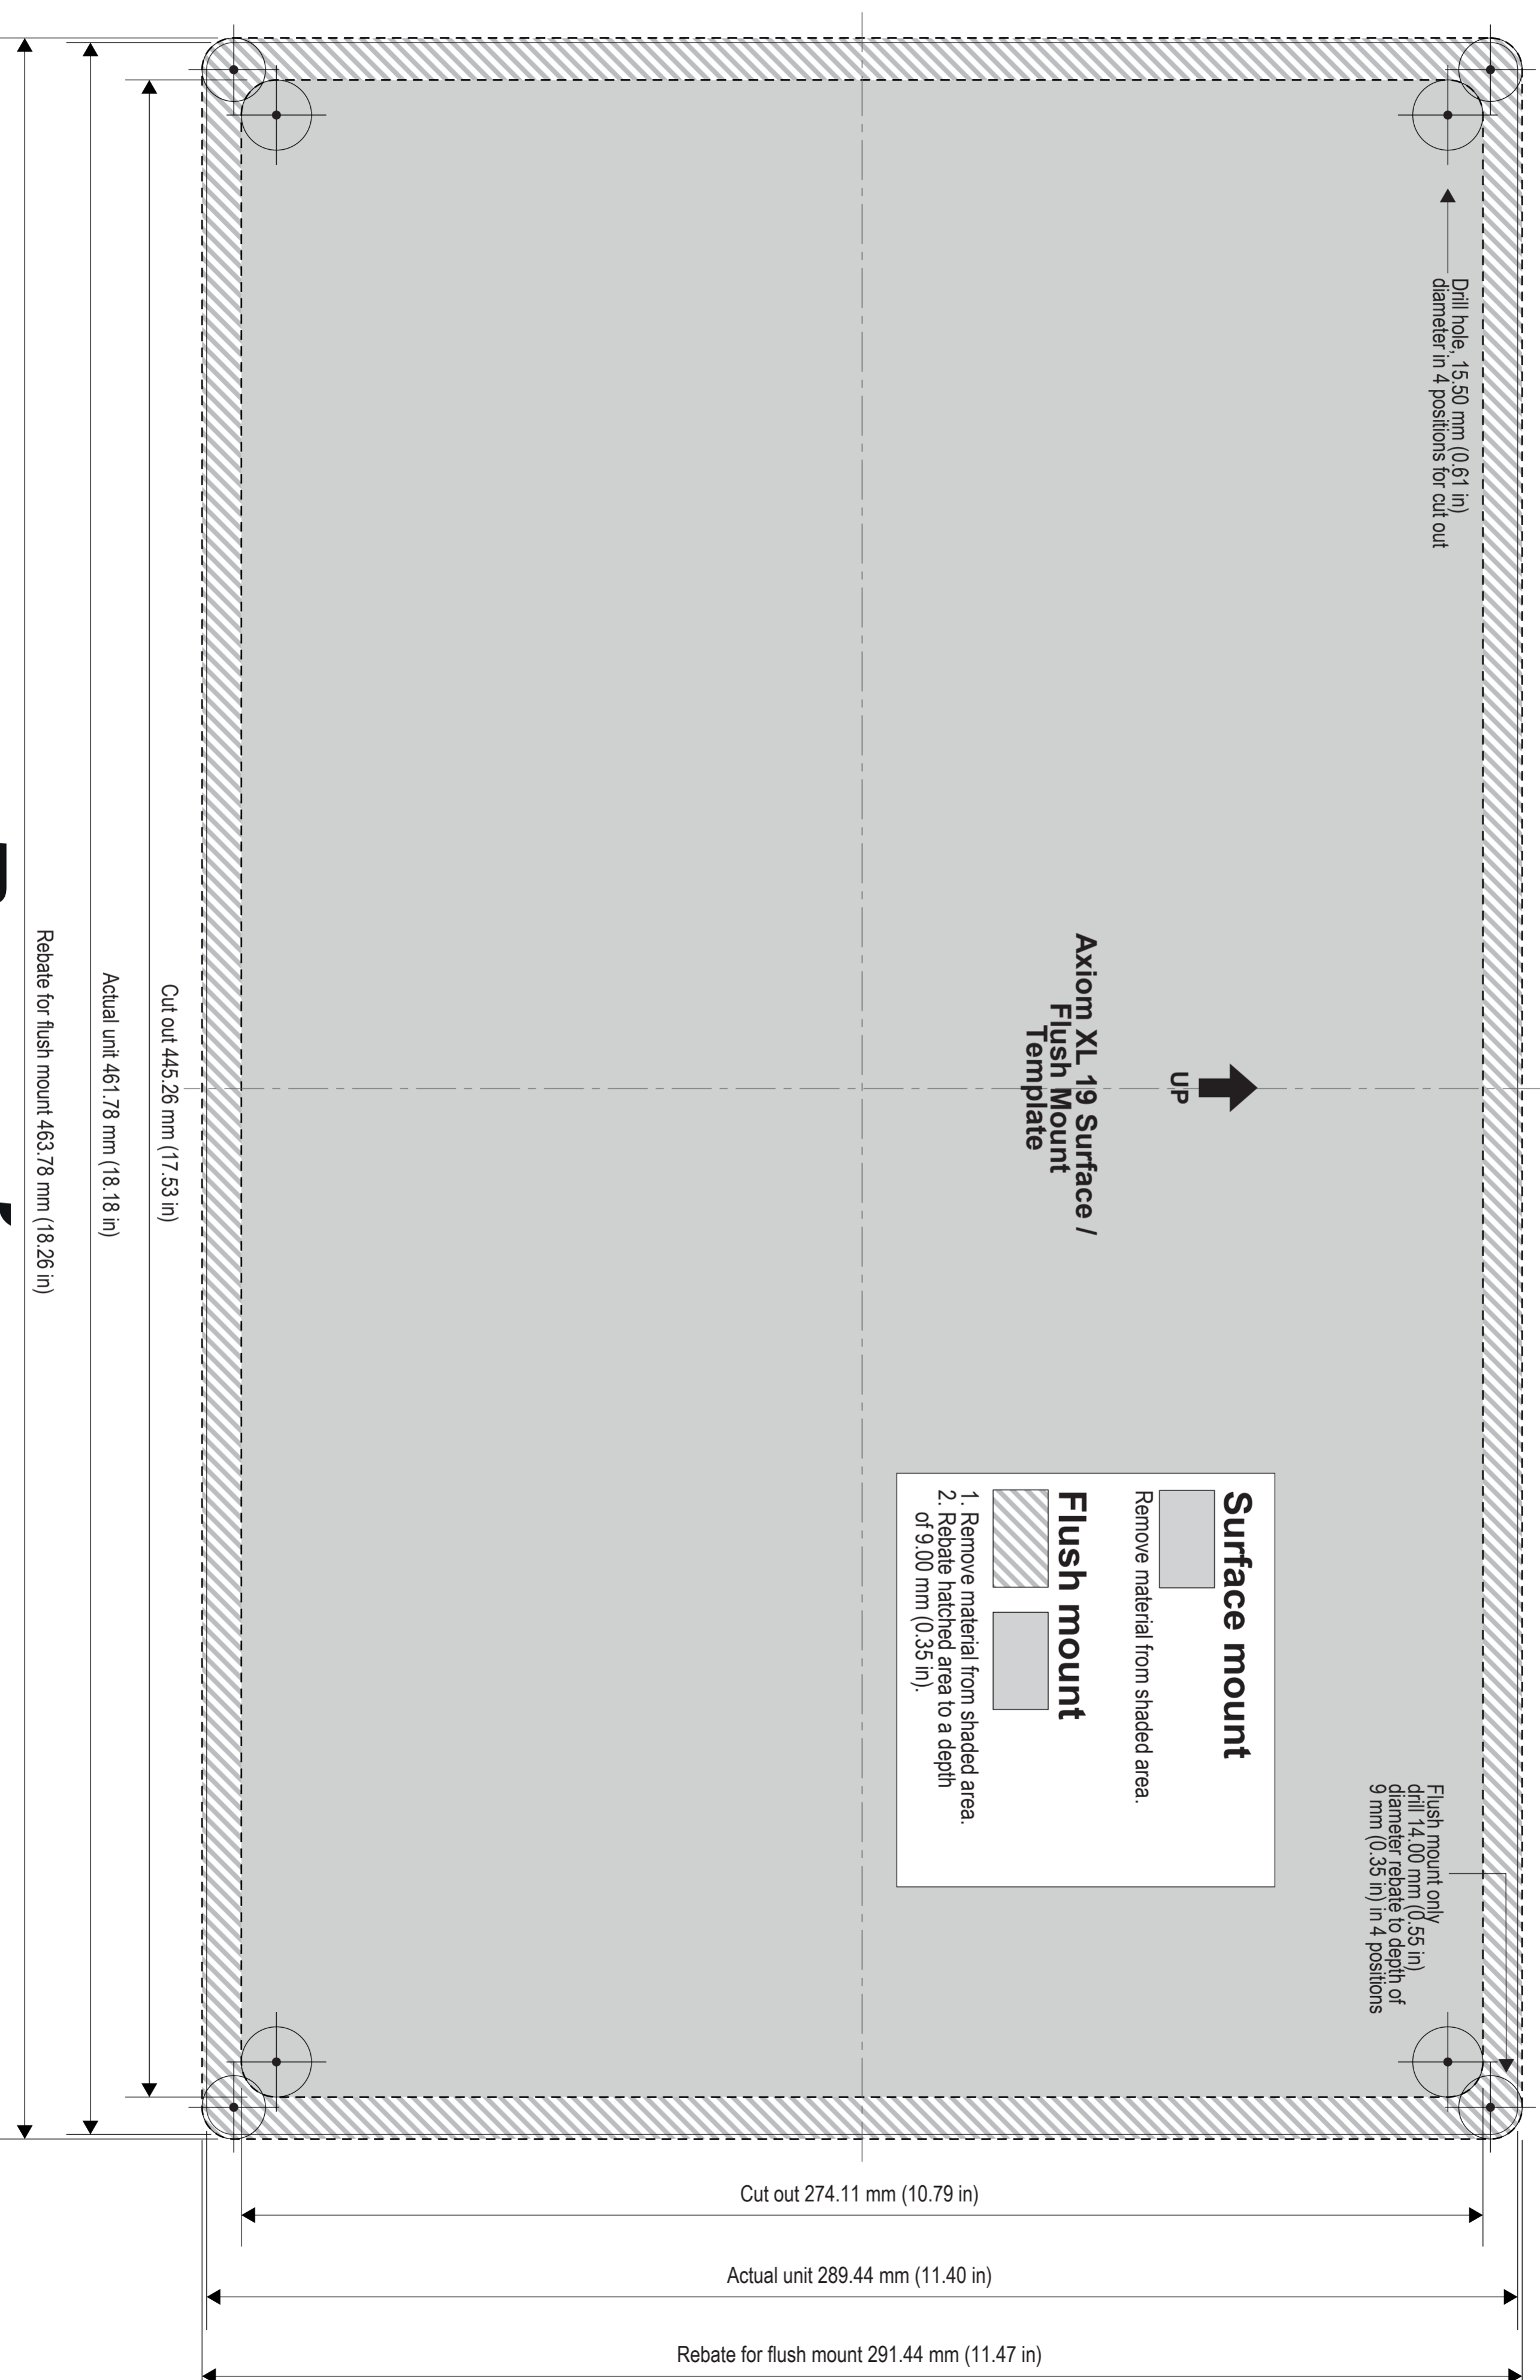 Drill hole, 15.50 mm (0.61 in)
diameter in 4 positions for cut out
Axiom XL 19 Surface /
Flush Mount
Template
UP
Surface mount
Remove material from shaded area.
Flush mount
1. Remove material from shaded area.
2. Rebate hatched area to a depth
of 9.00 mm (0.35 in).
Flush mount only
drill 14.00 mm (0.55 in)
diameter rebate to depth of
9 mm (0.35 in) in 4 positions
Cut out 445.26 mm (17.53 in)
Actual unit 461.78 mm (18.18 in)
Rebate for flush mount 463.78 mm (18.26 in)
Cut out 274.11 mm (10.79 in)
Actual unit 289.44 mm (11.40 in)
Rebate for flush mount 291.44 mm (11.47 in)